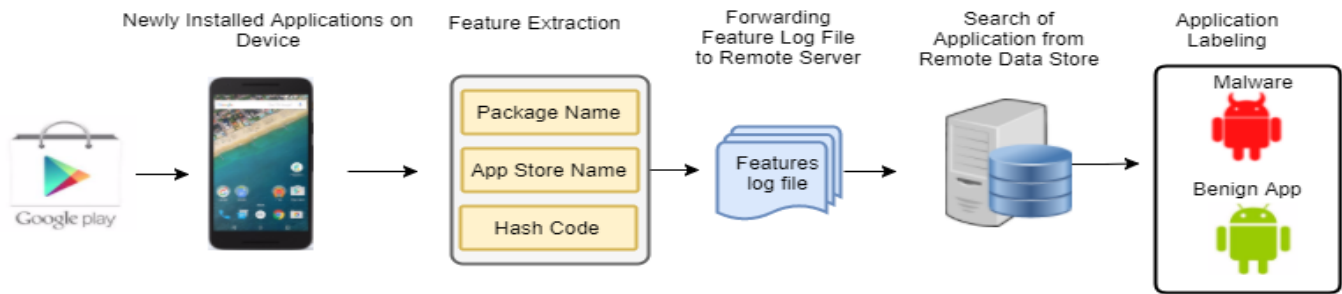 Newly Installed Applications on
Device
Feature Extraction
Forwarding
Feature Log File
to Remote Server
Search of
Application from
Remote Data Store
Application
Labeling
Google play
Package Name
App Store Name
Hash Code
Features
log file
Malware
Benign App